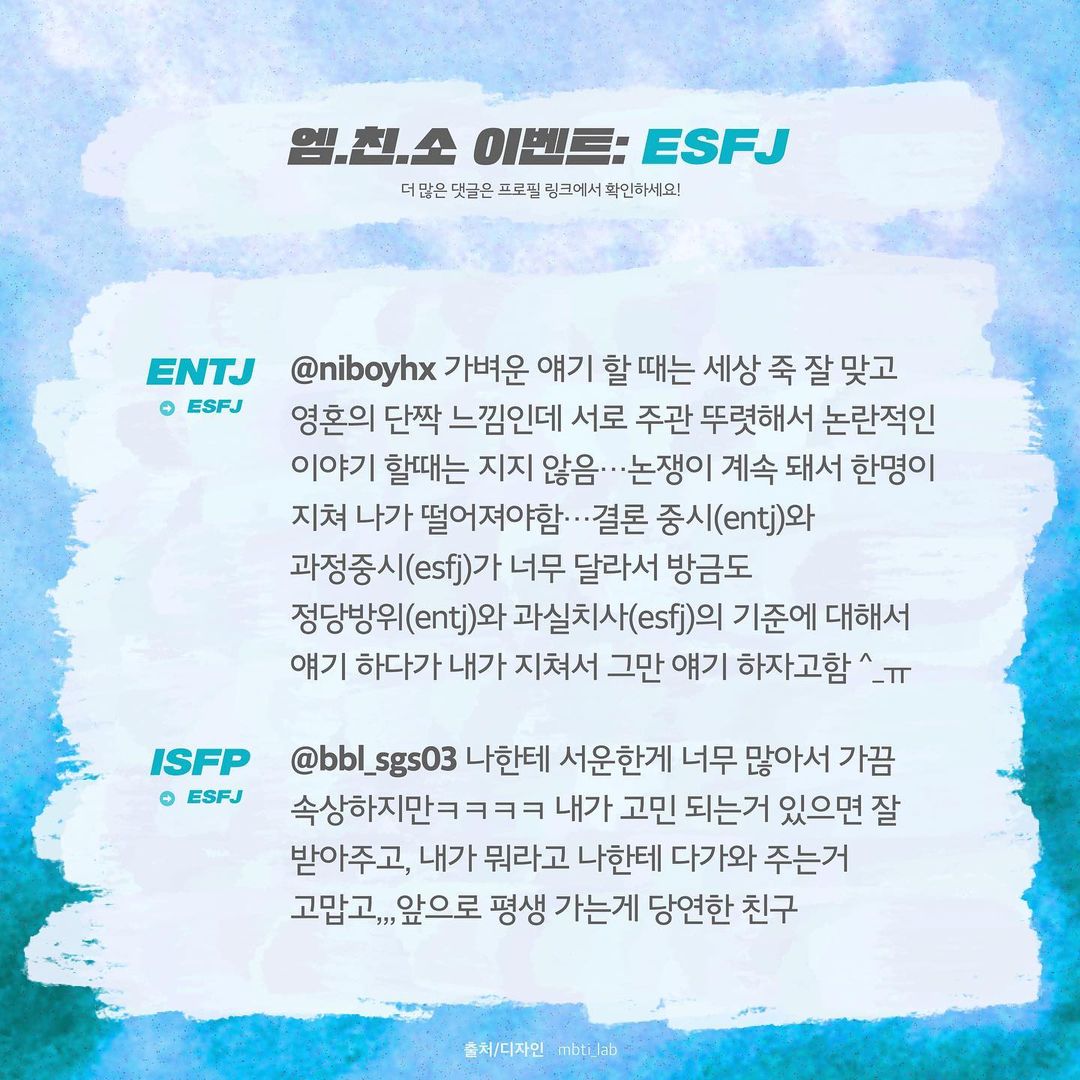 엠.친.소 이벤트: ESFJ
더 많은 댓글은 프로필 링크에서 확인하세요!
ENTJ
ESFJ
@niboyhx 가벼운 얘기 할 때는 세상 죽 잘 맞고
영혼의 단짝 느낌인데 서로 주관 뚜렷해서 논란적인
이야기 할때는 지지 않음…논쟁이 계속 돼서 한명이
지쳐 나가 떨어져야함…결론 중시(entj)와
과정중시(esfj)가 너무 달라서 방금도
정당방위(entj)와 과실치사(esfj)의 기준에 대해서
얘기 하다가 내가 지쳐서 그만 얘기 하자고함 ^_ㅠ
ISFP
ESFJ
@bbl_sgs03 나한테 서운한게 너무 많아서 가끔
속상하지만ㅋㅋㅋㅋ 내가 고민 되는거 있으면 잘
받아주고, 내가 뭐라고 나한테 다가와 주는거
고맙고,,,앞으로 평생 가는게 당연한 친구
출처/디자인 mbti_lab